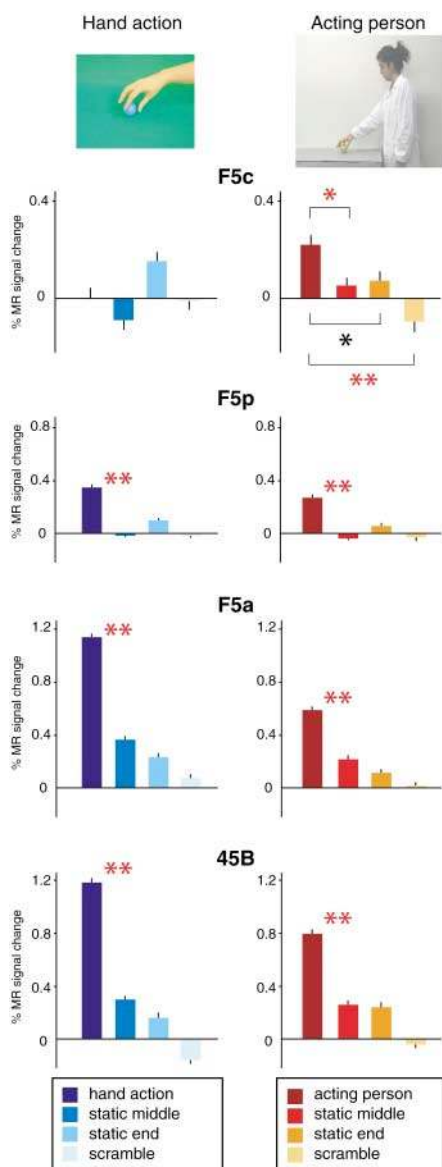 Hand action
Acting person
F5c
% MR signal change
0.4
0
0.4
0
*
*
**
F5p
% MR signal change
0.8
0.4
0
**
0.8
0.4
0
**
F5a
% MR signal change
1.2
0.8
0.4
0
**
1.2
0.8
0.4
0
**
45B
% MR signal change
1.2
0.8
0.4
0
**
1.2
0.8
0.4
0
**
hand action
static middle
static end
scramble
acting person
static middle
static end
scramble